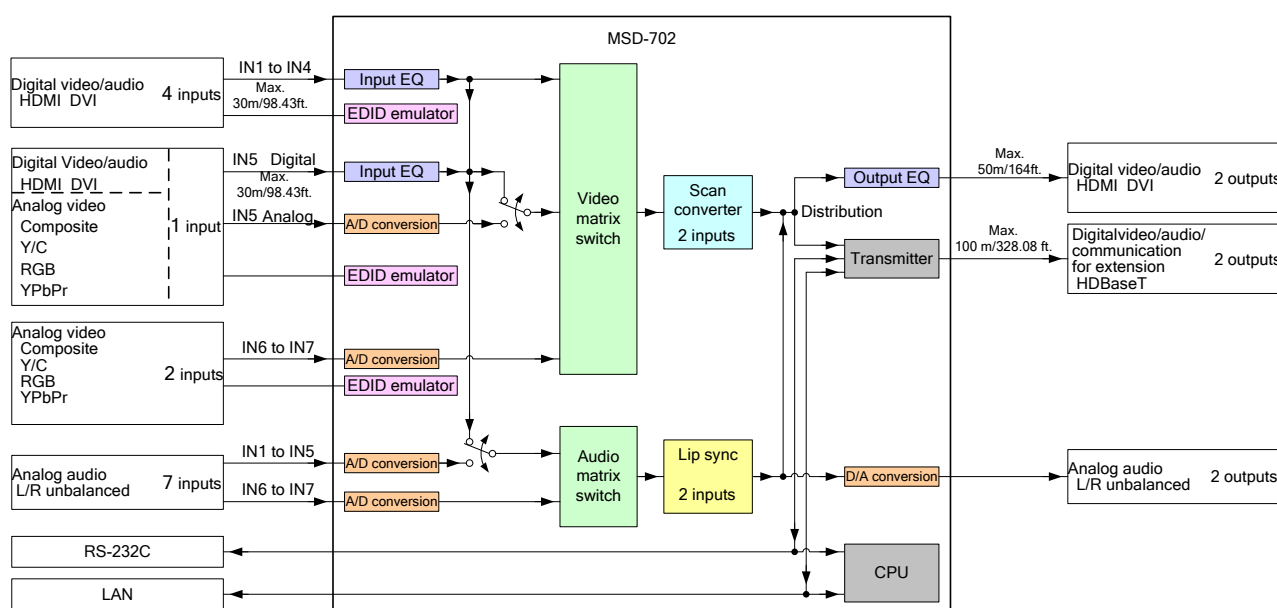 MSD-702
Digital video/audio
HDMI DVI
4 inputs
IN1 to IN4
Max.
30m/98.43ft.
Input EQ
EDID emulator
Digital Video/audio
HDMI DVI
Analog video
Composite
Y/C
RGB
YPbPr
1 input
IN5 Digital
Max.
30m/98.43ft.
IN5 Analog
Input EQ
A/D conversion
EDID emulator
Analog video
Composite
Y/C
RGB
YPbPr
2 inputs
IN6 to IN7
A/D conversion
EDID emulator
Analog audio
L/R unbalanced
7 inputs
IN1 to IN5
IN6 to IN7
A/D conversion
A/D conversion
RS-232C
LAN
Video
matrix
switch
Scan
converter
2 inputs
Audio
matrix
switch
Lip sync
2 inputs
Distribution
Output EQ
Transmitter
D/A conversion
CPU
Max.
50m/164ft.
Digital video/audio
HDMI DVI
2 outputs
Max.
100 m/328.08 ft.
Digitalvideo/audio/
communication
for extension
HDBaseT
2 outputs
Analog audio
L/R unbalanced
2 outputs